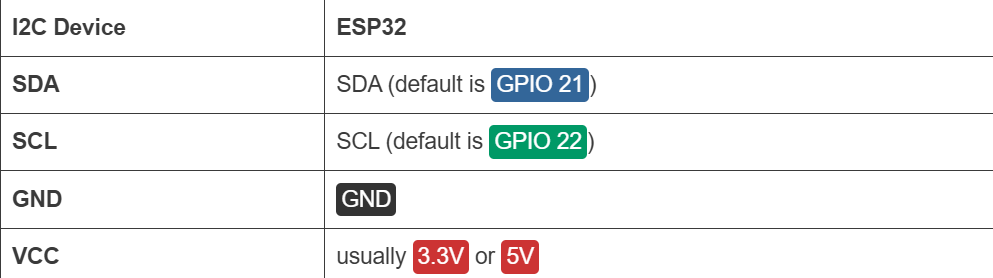 I2C Device ESP32
SDA SDA (default is GPIO 21)
SCL SCL (default is GPIO 22)
GND GND
VCC usually 3.3V or 5V